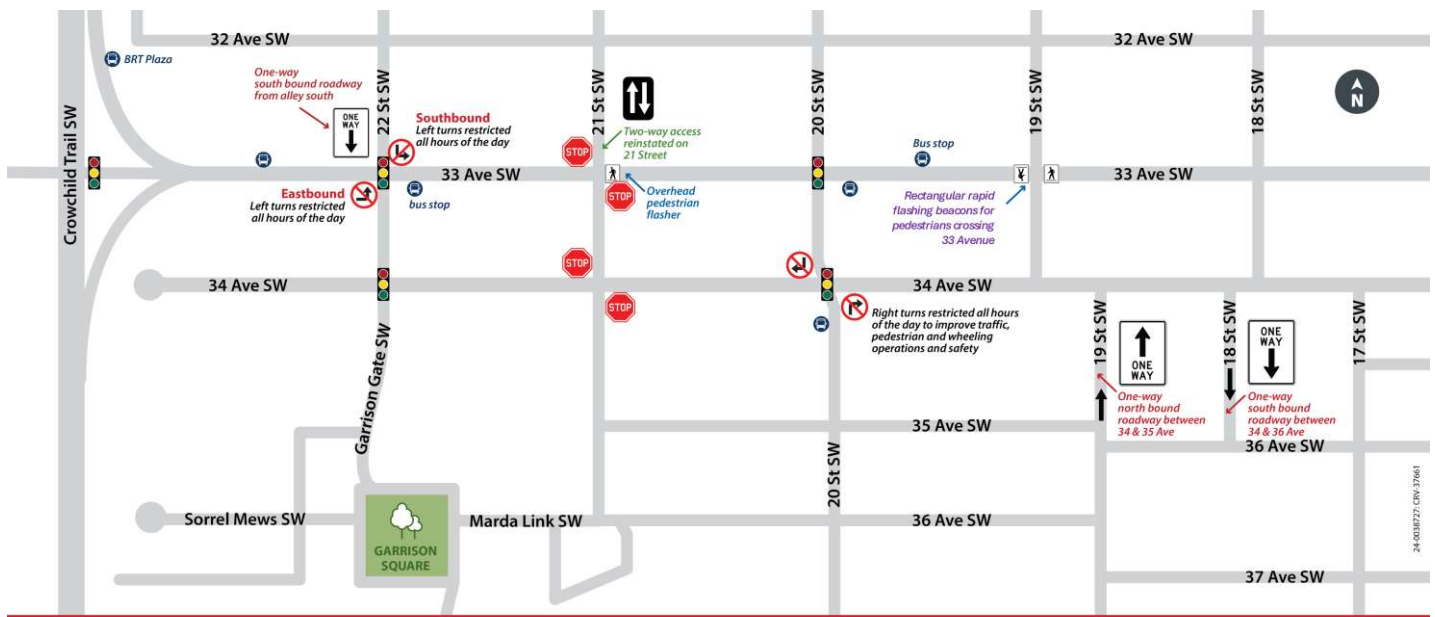 32 Ave SW
32 Ave SW
BRT Plaza
One-way
south bound roadway
from alley south
ONE
WAY
22 St SW
Southbound
Left turns restricted
all hours of the day
21 St SW
Two-way access
reinstated on
21 Street
20 St SW
19 St SW
18 St SW
N
Crowchild Trail SW
STOP
Bus stop
33 Ave SW
33 Ave SW
Eastbound
Left turns restricted
all hours of the day
bus stop
STOP
Overhead
pedestrian
flasher
Rectangular rapid
flashing beacons for
pedestrians crossing
33 Avenue
STOP
34 Ave SW
34 Ave SW
STOP
Right turns restricted all hours
of the day to improve traffic,
pedestrian and wheeling
operations and safety
Garrison Gate SW
19 St SW
ONE
WAY
18 St SW
ONE
WAY
17 St SW
One-way
north bound
roadway between
34 & 35 Ave
One-way
south bound
roadway between
34 & 36 Ave
35 Ave SW
36 Ave SW
20 St SW
Sorrel Mews SW
GARRISON
SQUARE
Marda Link SW
36 Ave SW
37 Ave SW
24-0038727: CRV-37661